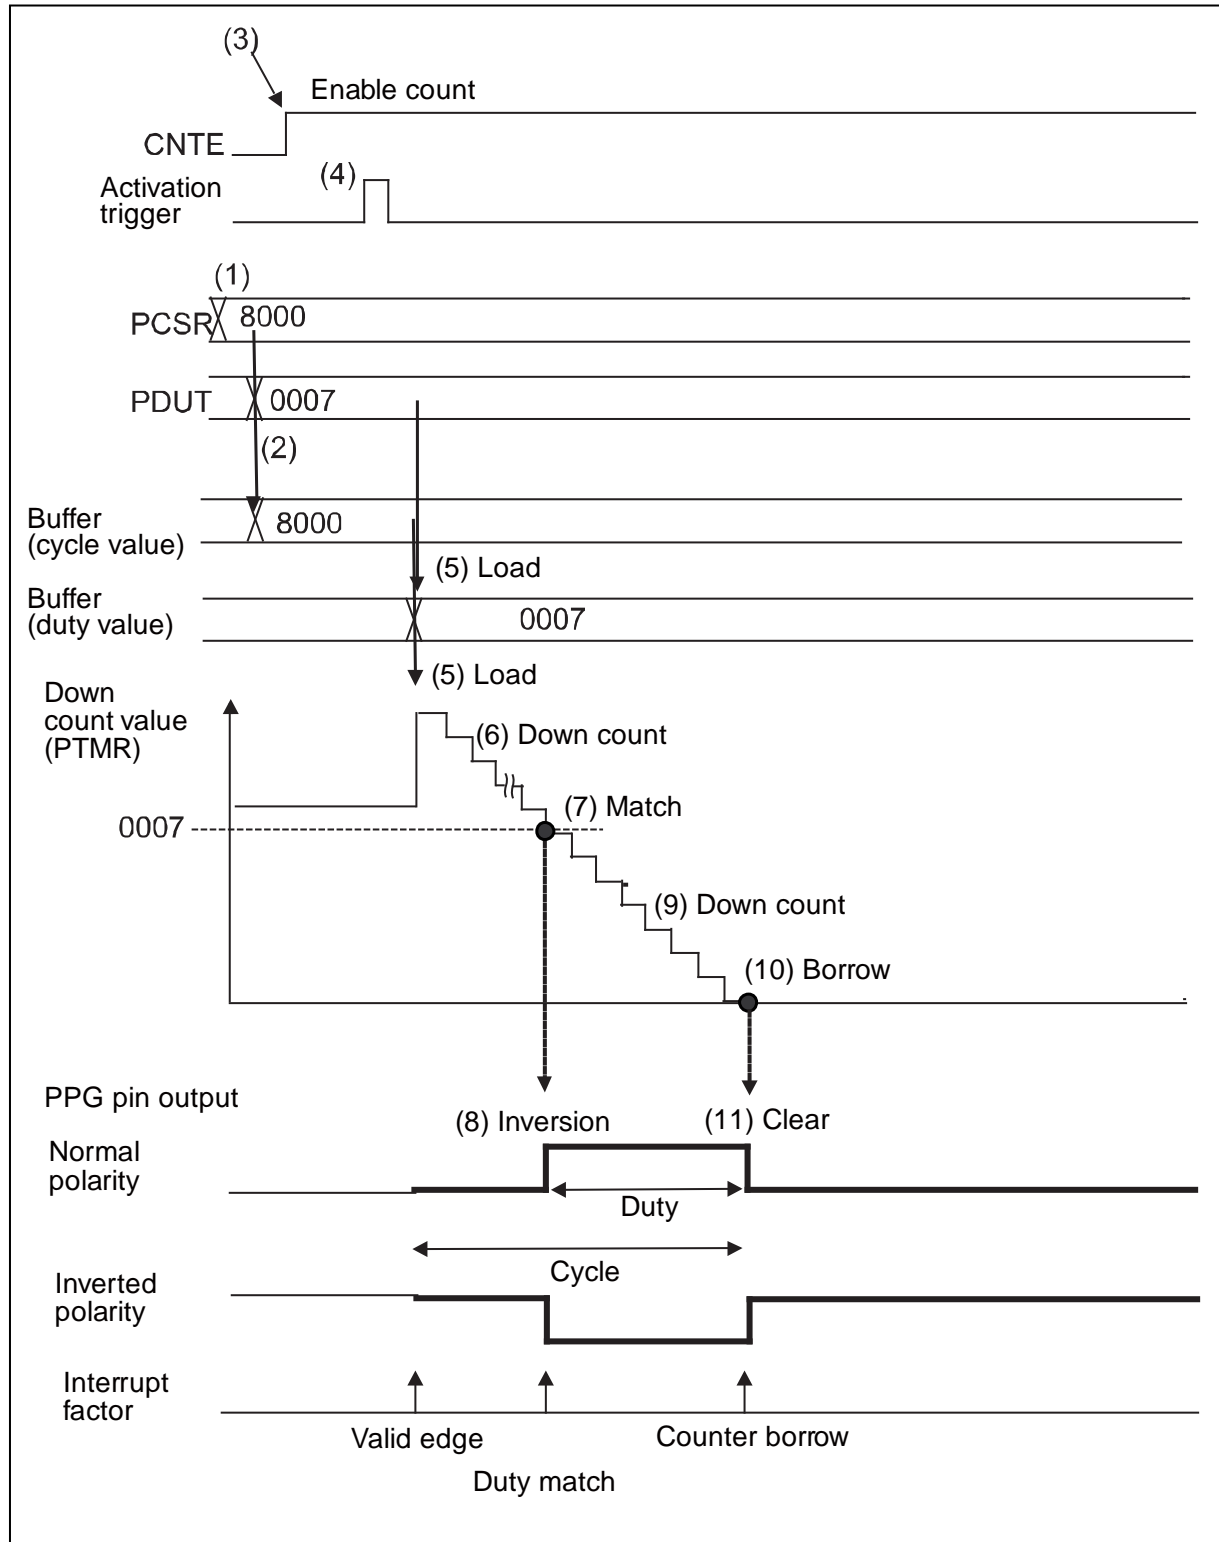 (3)
Enable count
CNTE
Activation
trigger
(4)
(1)
PCSR
8000
PDUT
0007
(2)
Buffer
(cycle value)
8000
(5) Load
Buffer
(duty value)
0007
(5) Load
Down
count value
(PTMR)
(6) Down count
(7) Match
0007
(9) Down count
(10) Borrow
PPG pin output
(8) Inversion
(11) Clear
Normal
polarity
Duty
Cycle
Inverted
polarity
Interrupt
factor
Valid edge
Counter borrow
Duty match